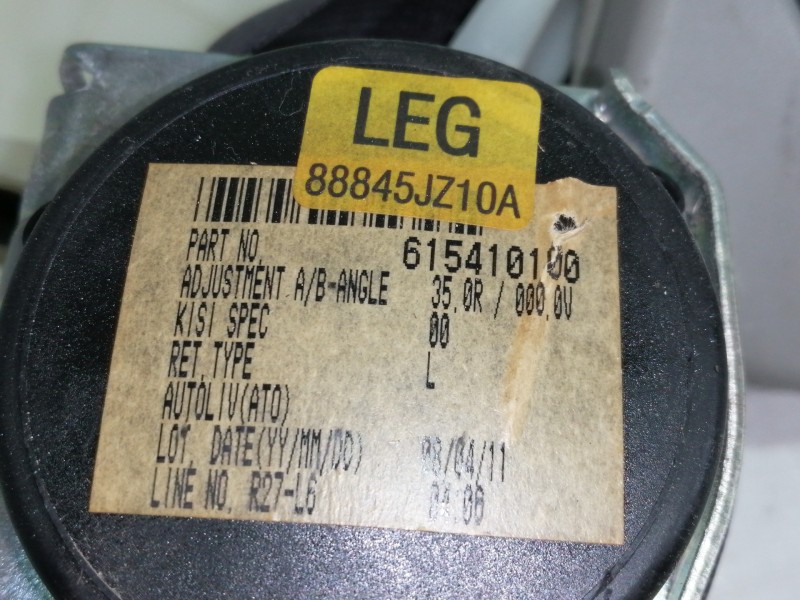 LEG
88845JZ10A
PART NO. 615410100
ADJUSTMENT A/B-ANGLE 35.0R / 000.0V
KISI SPEC 00
RET.TYPE L
AUTOLIV(ATO)
LOT. DATE(YY/MM/DD) 08/04/11
LINE NO. R27-L6 04:06